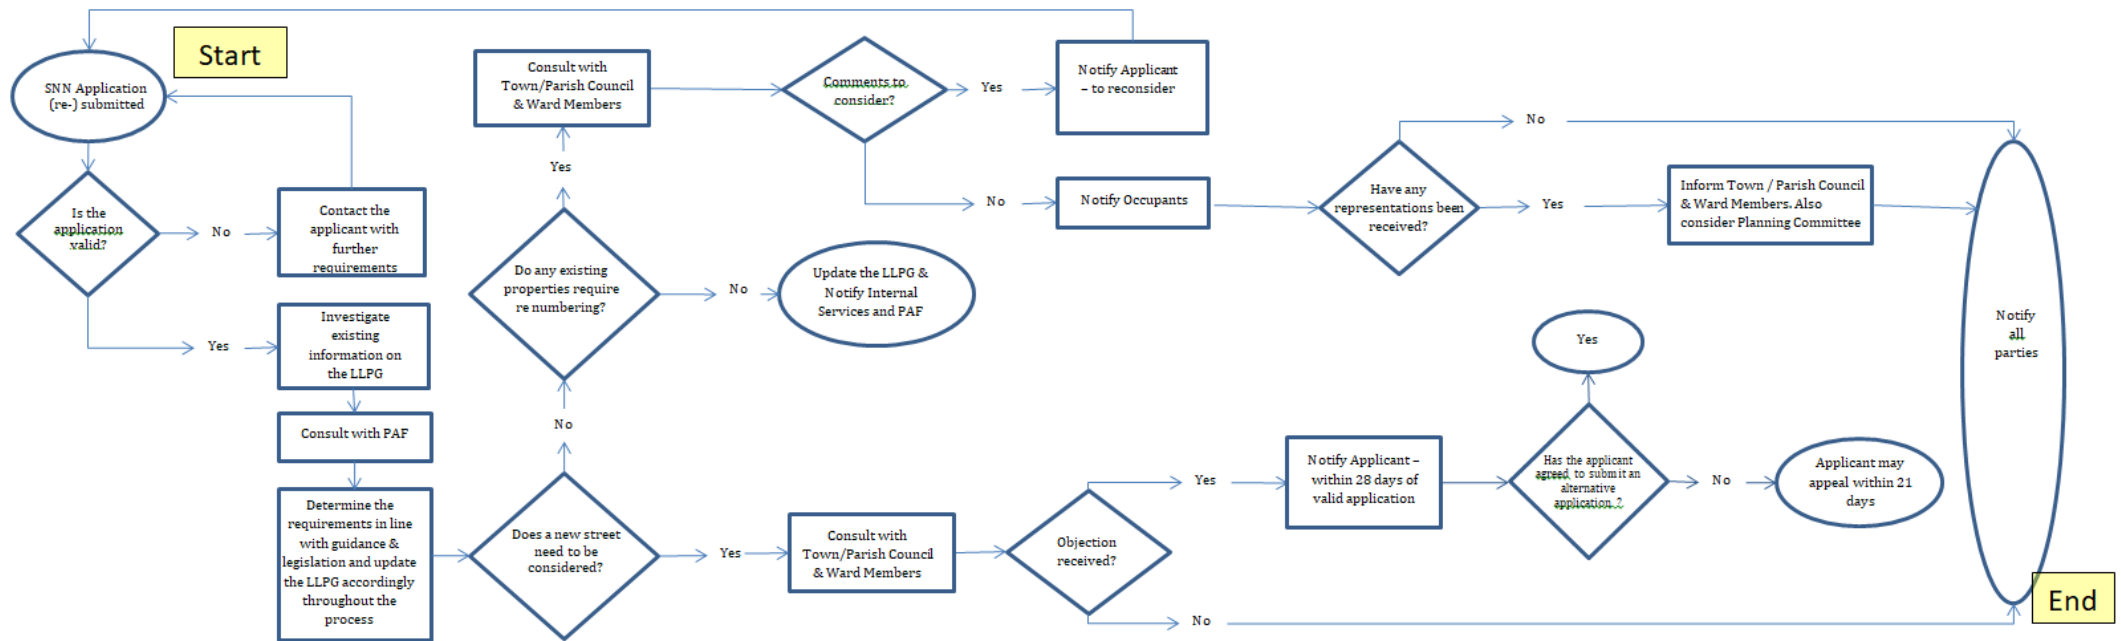 Start
SNN Application
(re-) submitted
Is the
application
valid?
No
Contact the
applicant with
further
requirements
Yes
Investigate
existing
information on
the LLPG
Consult with PAF
Determine the
requirements in line
with guidance &
legislation and update
the LLPG accordingly
throughout the
process
Does a new street
need to be
considered?
No
Do any existing
properties require
re numbering?
No
Update the LLPG &
Notify Internal
Services and PAF
Yes
Consult with
Town/Parish Council
& Ward Members
Comments to
consider?
Yes
Notify Applicant
– to reconsider
No
Notify Occupants
Have any
representations been
received?
No
Yes
Inform Town / Parish Council
& Ward Members. Also
consider Planning Committee
Yes
Consult with
Town/Parish Council
& Ward Members
Objection
received?
Yes
Notify Applicant –
within 28 days of
valid application
Has the applicant
agreed to submit an
alternative
application ?
Yes
No
Applicant may
appeal within 21
days
No
Notify
all
parties
End